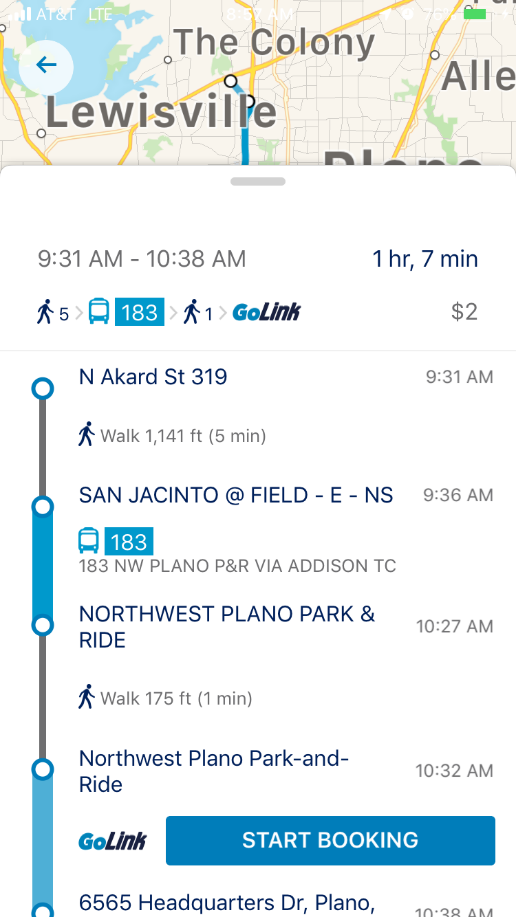 AT&T LTE 8:57 AM 76%
The Colony
Alle
Lewisville
Plano
9:31 AM - 10:38 AM 1 hr, 7 min
5 183 1 GoLink $2
N Akard St 319 9:31 AM
Walk 1,141 ft (5 min)
SAN JACINTO @ FIELD - E - NS 9:36 AM
183
183 NW PLANO P&R VIA ADDISON TC
NORTHWEST PLANO PARK &
RIDE 10:27 AM
Walk 175 ft (1 min)
Northwest Plano Park-and-
Ride 10:32 AM
GoLink START BOOKING
6565 Headquarters Dr, Plano,
10:38 AM